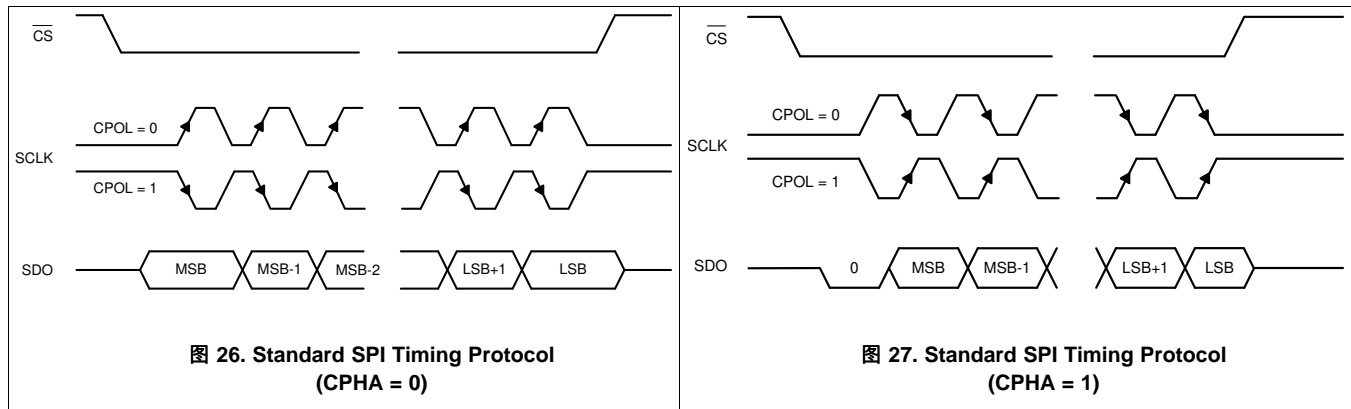 CS
CPOL = 0
SCLK
CPOL = 1
SDO
MSB
MSB-1
MSB-2
LSB+1
LSB
图 26. Standard SPI Timing Protocol
(CPHA = 0)
CS
CPOL = 0
SCLK
CPOL = 1
SDO
0
MSB
MSB-1
LSB+1
LSB
图 27. Standard SPI Timing Protocol
(CPHA = 1)